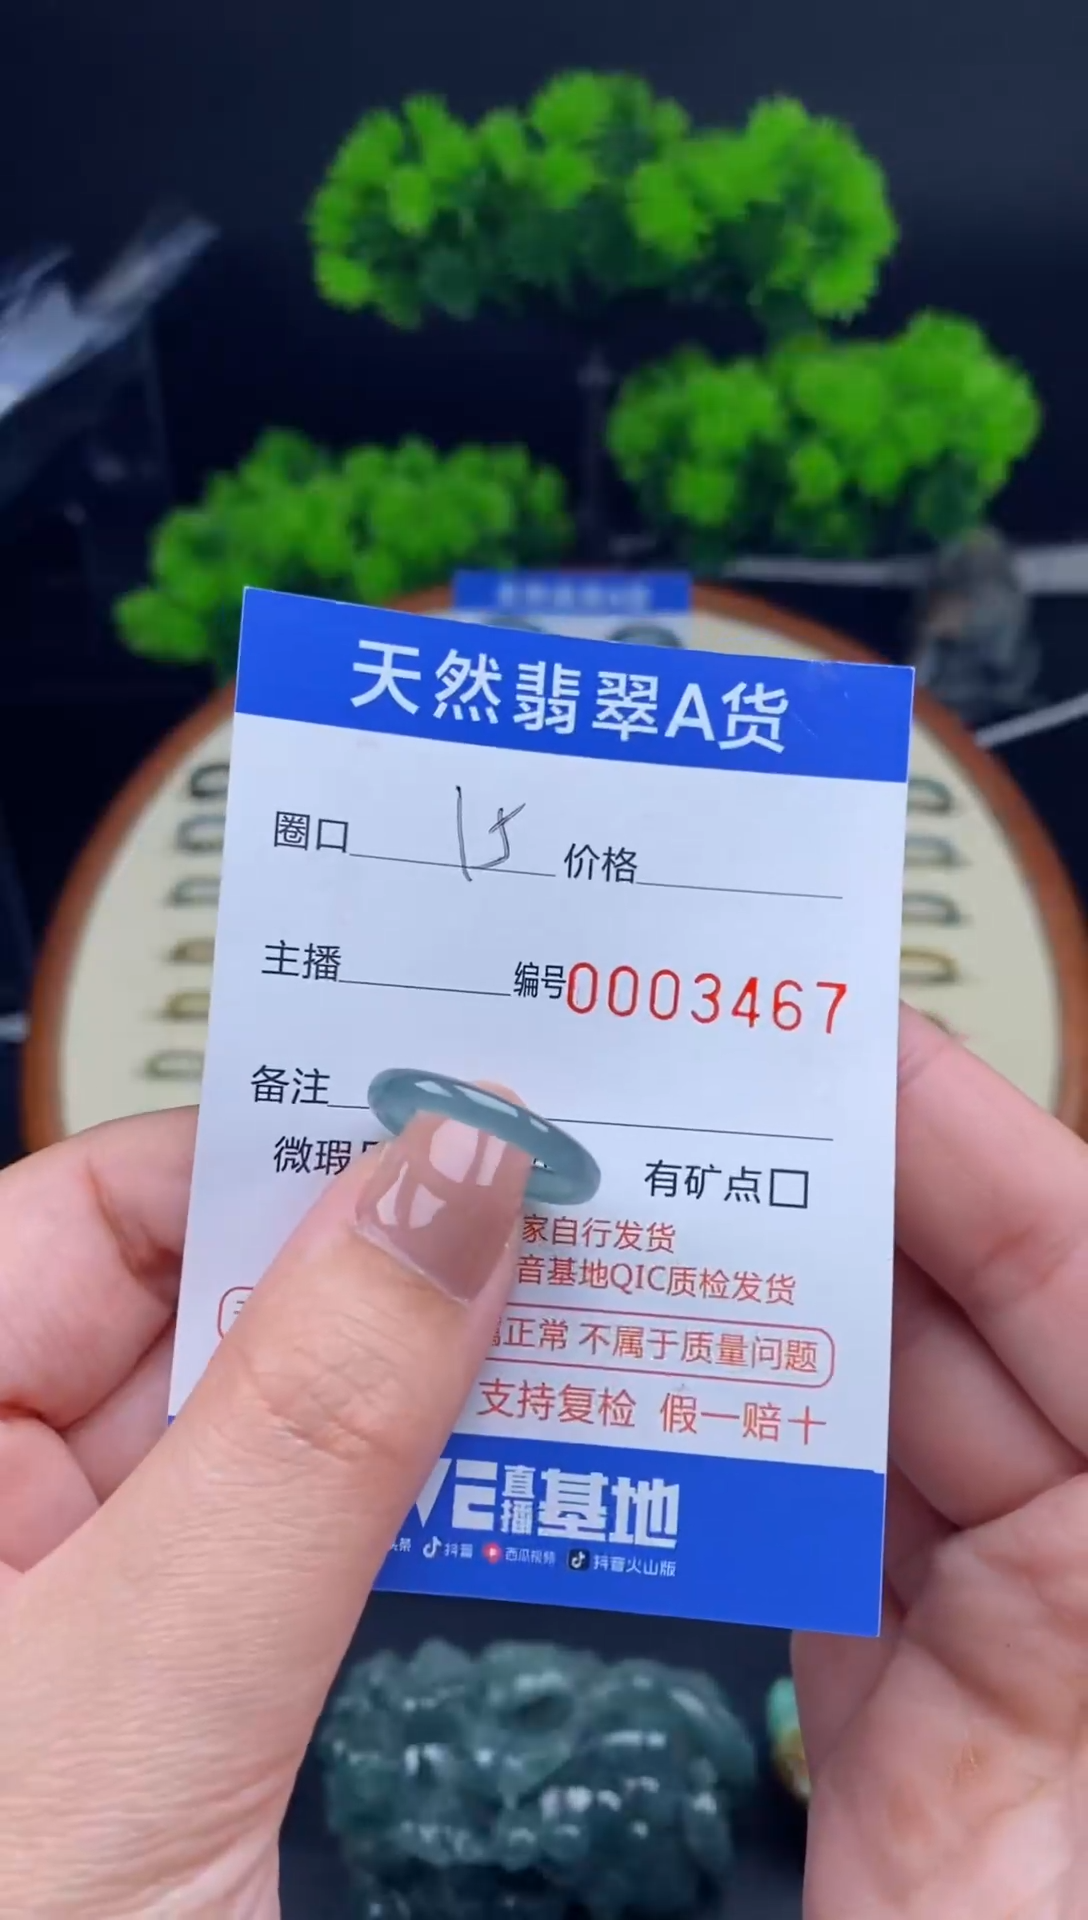 天然翡翠A货
圈口 15 价格
主播 编号0003467
备注
微瑕 有矿点□
家自行发货
音基地QIC质检发货
正常 不属于质量问题
支持复检 假一赔十
VE直播基地
头条 抖音 西瓜视频 抖音火山版